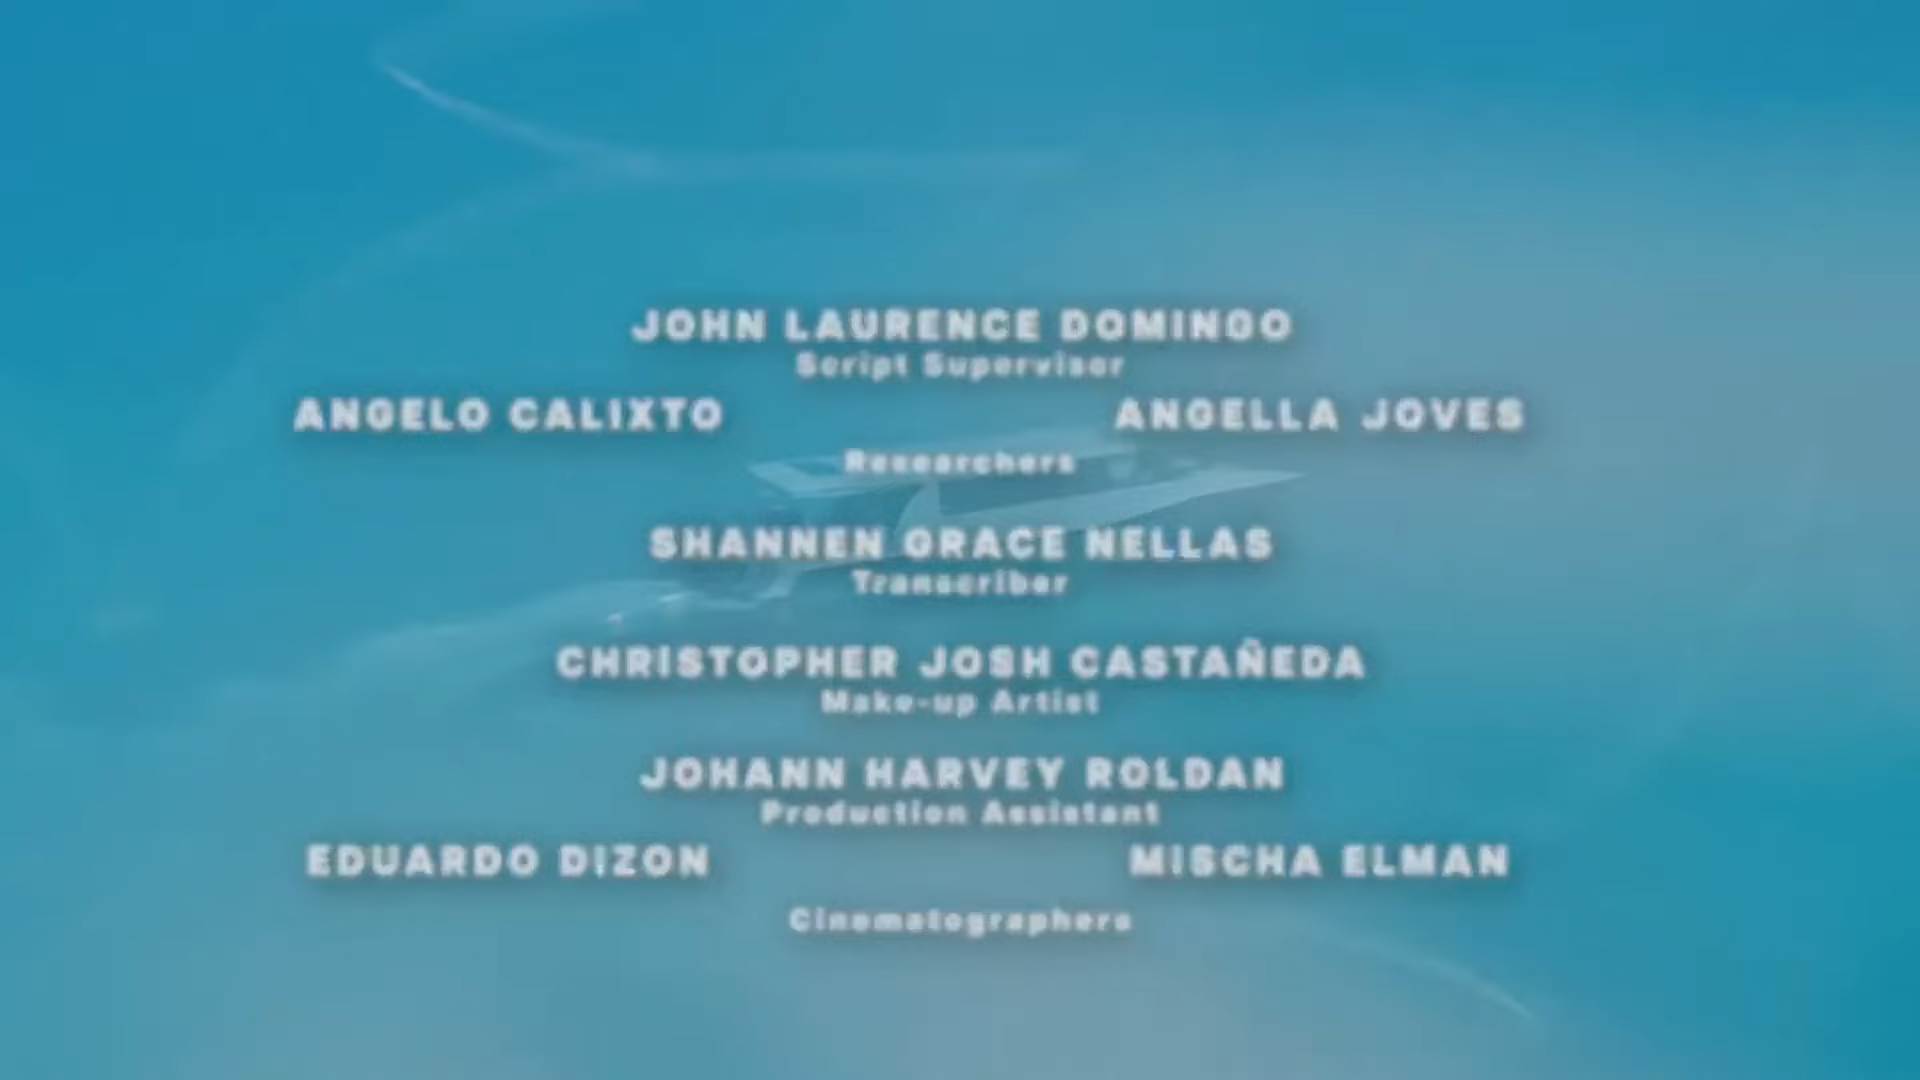 JOHN LAURENCE DOMINGO
Script Supervisor
ANGELO CALIXTO ANGELLA JOVES
Researchers
SHANNEN GRACE NELLAS
Transcriber
CHRISTOPHER JOSH CASTAÑEDA
Make-up Artist
JOHANN HARVEY ROLDAN
Production Assistant
EDUARDO DIZON MISCHA ELMAN
Cinematographers